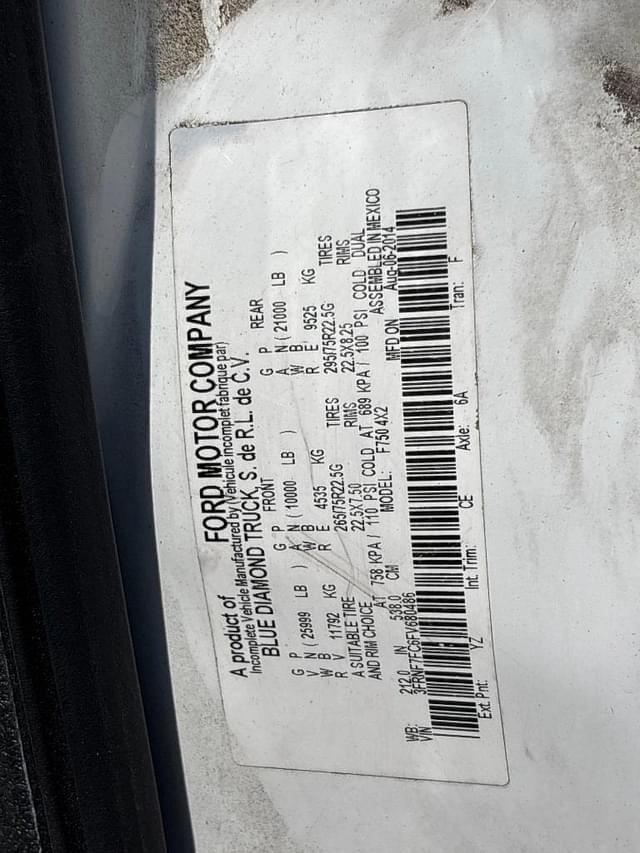 A product of FORD MOTOR COMPANY
Incomplete Vehicle Manufactured by (Vehicule incomplet fabrique par)
BLUE DIAMOND TRUCK, S. de R.L. de C.V.
FRONT REAR
G P G P G P
V N ( 25999 LB ) A N ( 10000 LB ) A N ( 21000 LB )
W B W B W B
R V 11792 KG R E 4535 KG R E 9525 KG
A SUITABLE TIRE 265/75R22.5G TIRES 295/75R22.5G TIRES
AND RIM CHOICE 22.5X7.50 RIMS 22.5X8.25 RIMS
AT 758 KPA / 110 PSI COLD AT 689 KPA / 100 PSI COLD DUAL
WB: 212.0 IN 538.0 CM MODEL: F750 4X2 ASSEMBLED IN MEXICO
VIN 3FRNF7FC6FV680486 MFD ON Aug-06-2014
Ext. Pnt: YZ Int. Trim: CE Axle: 6A Tran: F